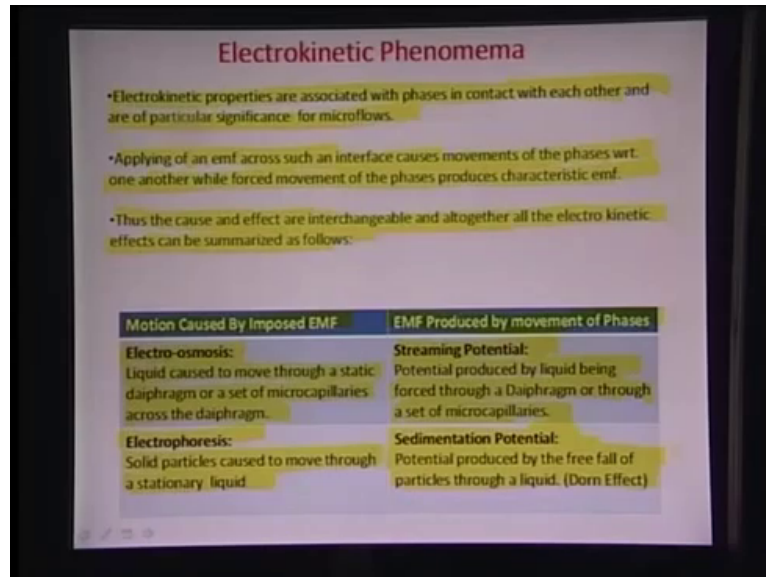 Electrokinetic Phenomema
•Electrokinetic properties are associated with phases in contact with each other and
are of particular significance for microflows.
•Applying of an emf across such an interface causes movements of the phases wrt.
one another while forced movement of the phases produces characteristic emf.
•Thus the cause and effect are interchangeable and altogether all the electro kinetic
effects can be summarized as follows:
Motion Caused By Imposed EMF
EMF Produced by movement of Phases
Electro-osmosis:
Liquid caused to move through a static
daiphragm or a set of microcapillaries
across the daiphragm.
Streaming Potential:
Potential produced by liquid being
forced through a Daiphragm or through
a set of microcapillaries.
Electrophoresis:
Solid particles caused to move through
a stationary liquid
Sedimentation Potential:
Potential produced by the free fall of
particles through a liquid. (Dorn Effect)